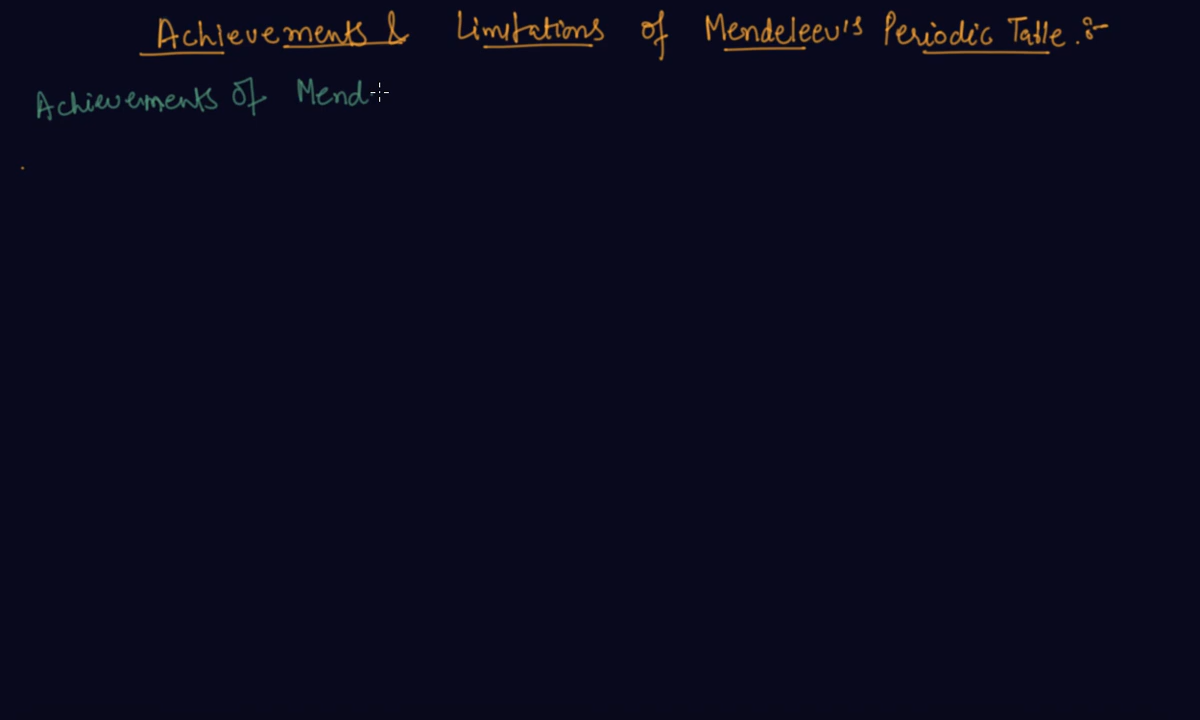 Achievements & Limitations of Mendeleev's Periodic Table :-
Achievements of Mend